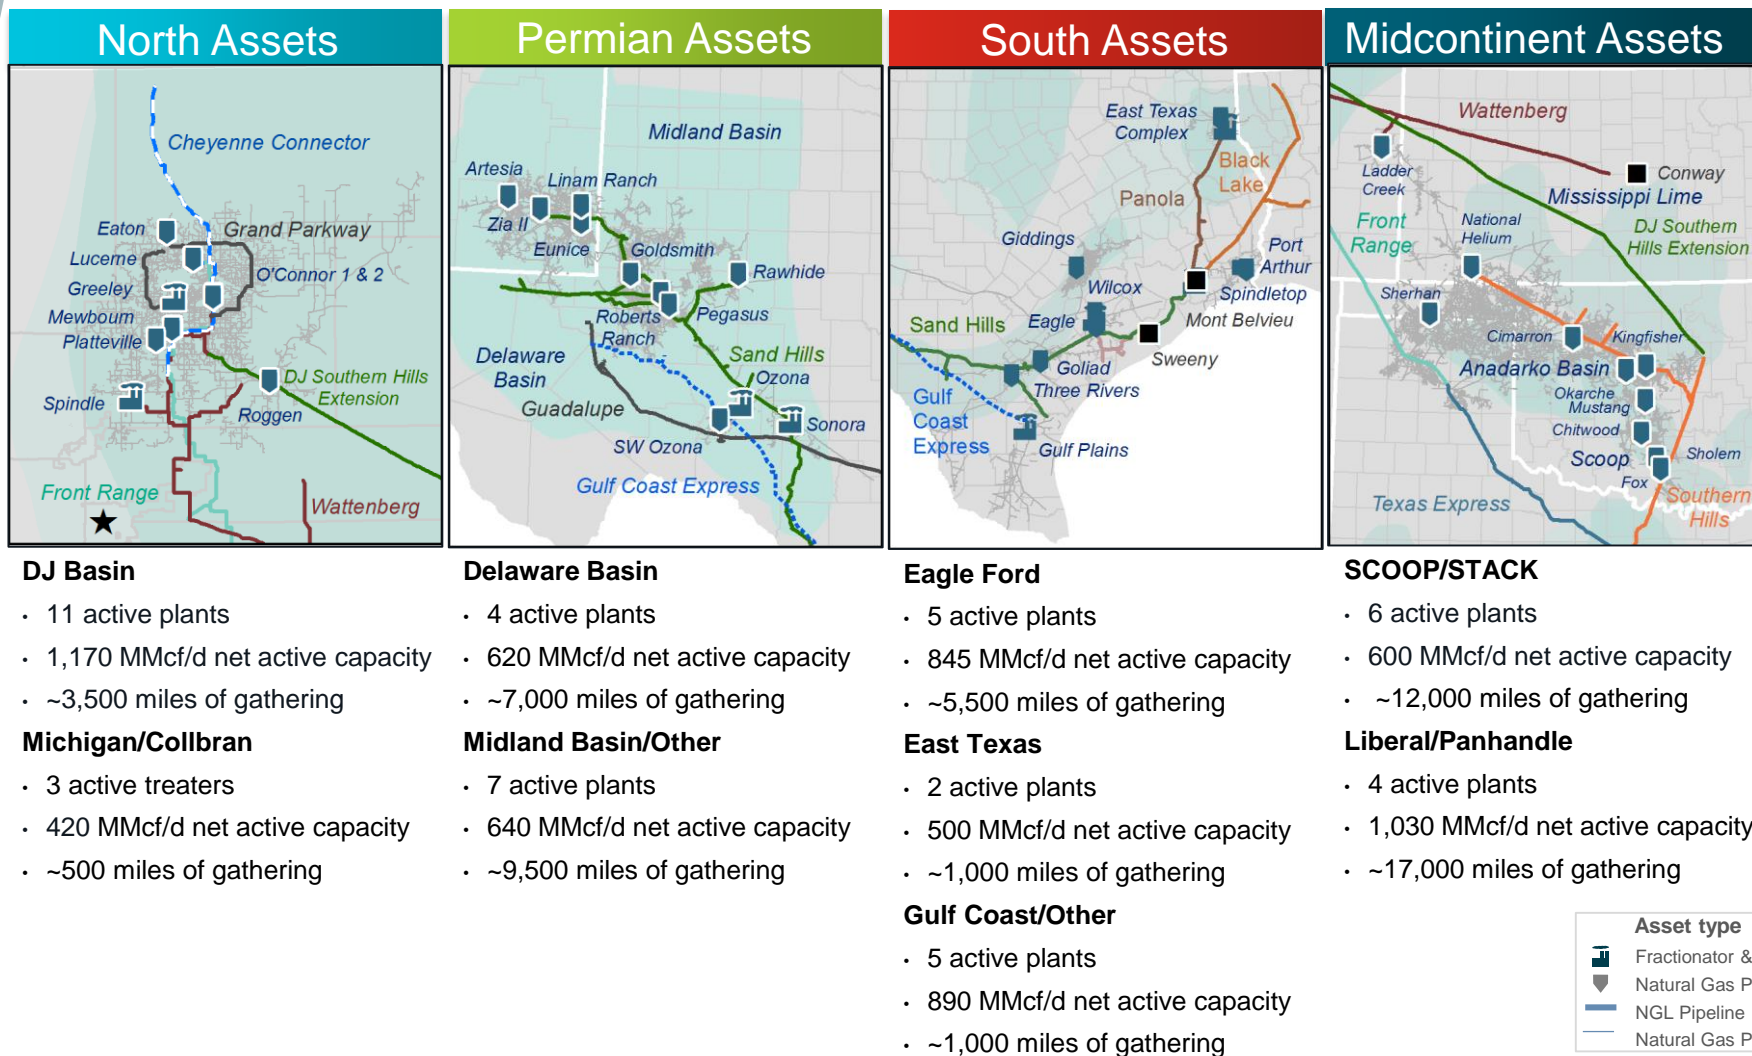 North Assets
Permian Assets
South Assets
Midcontinent Assets
Cheyenne Connector
Eaton
Grand Parkway
Lucerne
O'Connor 1 & 2
Greeley
Mewbourn
Platteville
DJ Southern Hills
Extension
Spindle
Roggen
Front Range
Wattenberg
Midland Basin
Artesia
Linam Ranch
Zia II
Eunice
Goldsmith
Rawhide
Roberts
Ranch
Pegasus
Delaware
Basin
Sand Hills
Ozona
Guadalupe
Sonora
SW Ozona
Gulf Coast Express
East Texas
Complex
Black
Lake
Panola
Giddings
Port
Arthur
Wilcox
Spindletop
Eagle
Mont Belvieu
Sand Hills
Sweeny
Goliad
Three Rivers
Gulf
Coast
Express
Gulf Plains
Wattenberg
Ladder
Creek
Conway
Mississippi Lime
Front
Range
National
Helium
DJ Southern
Hills Extension
Sherhan
Cimarron
Kingfisher
Anadarko Basin
Okarche
Mustang
Chitwood
Scoop
Sholem
Fox
Texas Express
Southern
Hills
DJ Basin
• 11 active plants
• 1,170 MMcf/d net active capacity
• ~3,500 miles of gathering
Michigan/Collbran
• 3 active treaters
• 420 MMcf/d net active capacity
• ~500 miles of gathering
Delaware Basin
• 4 active plants
• 620 MMcf/d net active capacity
• ~7,000 miles of gathering
Midland Basin/Other
• 7 active plants
• 640 MMcf/d net active capacity
• ~9,500 miles of gathering
Eagle Ford
• 5 active plants
• 845 MMcf/d net active capacity
• ~5,500 miles of gathering
East Texas
• 2 active plants
• 500 MMcf/d net active capacity
• ~1,000 miles of gathering
Gulf Coast/Other
• 5 active plants
• 890 MMcf/d net active capacity
• ~1,000 miles of gathering
SCOOP/STACK
• 6 active plants
• 600 MMcf/d net active capacity
• ~12,000 miles of gathering
Liberal/Panhandle
• 4 active plants
• 1,030 MMcf/d net active capacity
• ~17,000 miles of gathering
Asset type
Fractionator &
Natural Gas P
NGL Pipeline
Natural Gas P